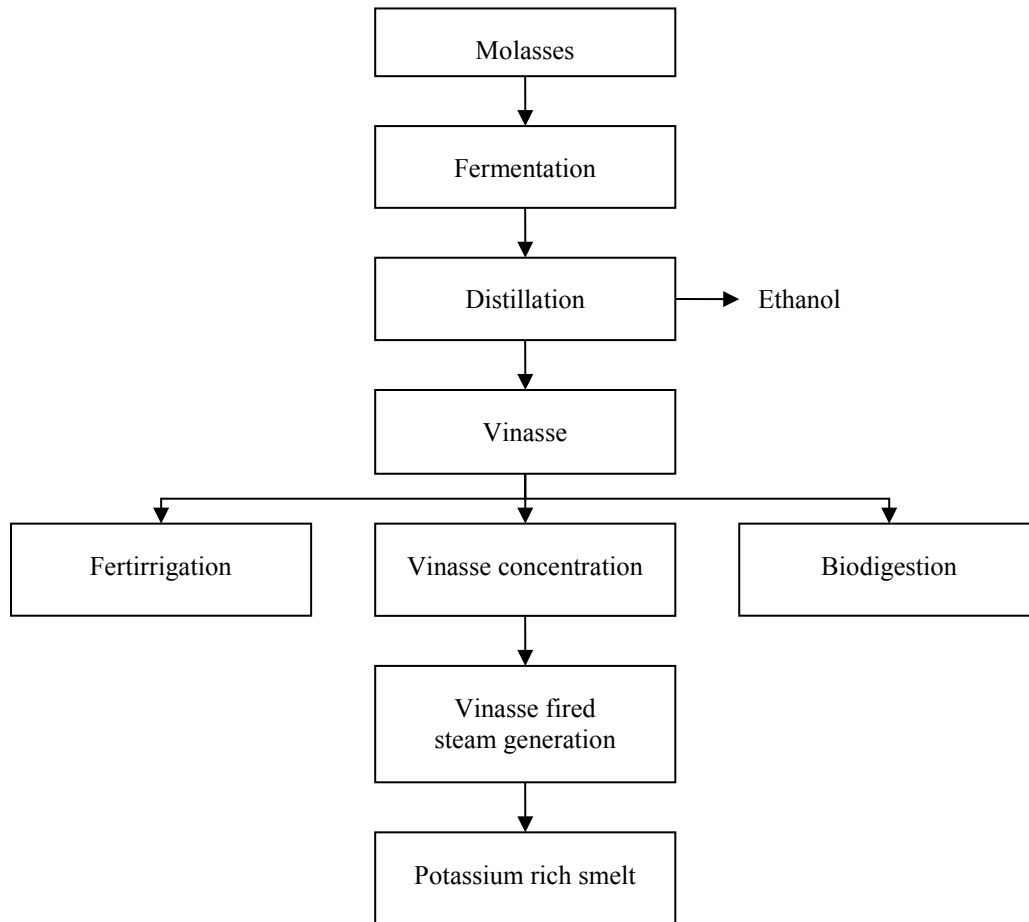 Molasses
Fermentation
Distillation
Ethanol
Vinasse
Fertirrigation
Vinasse concentration
Biodigestion
Vinasse fired
steam generation
Potassium rich smelt